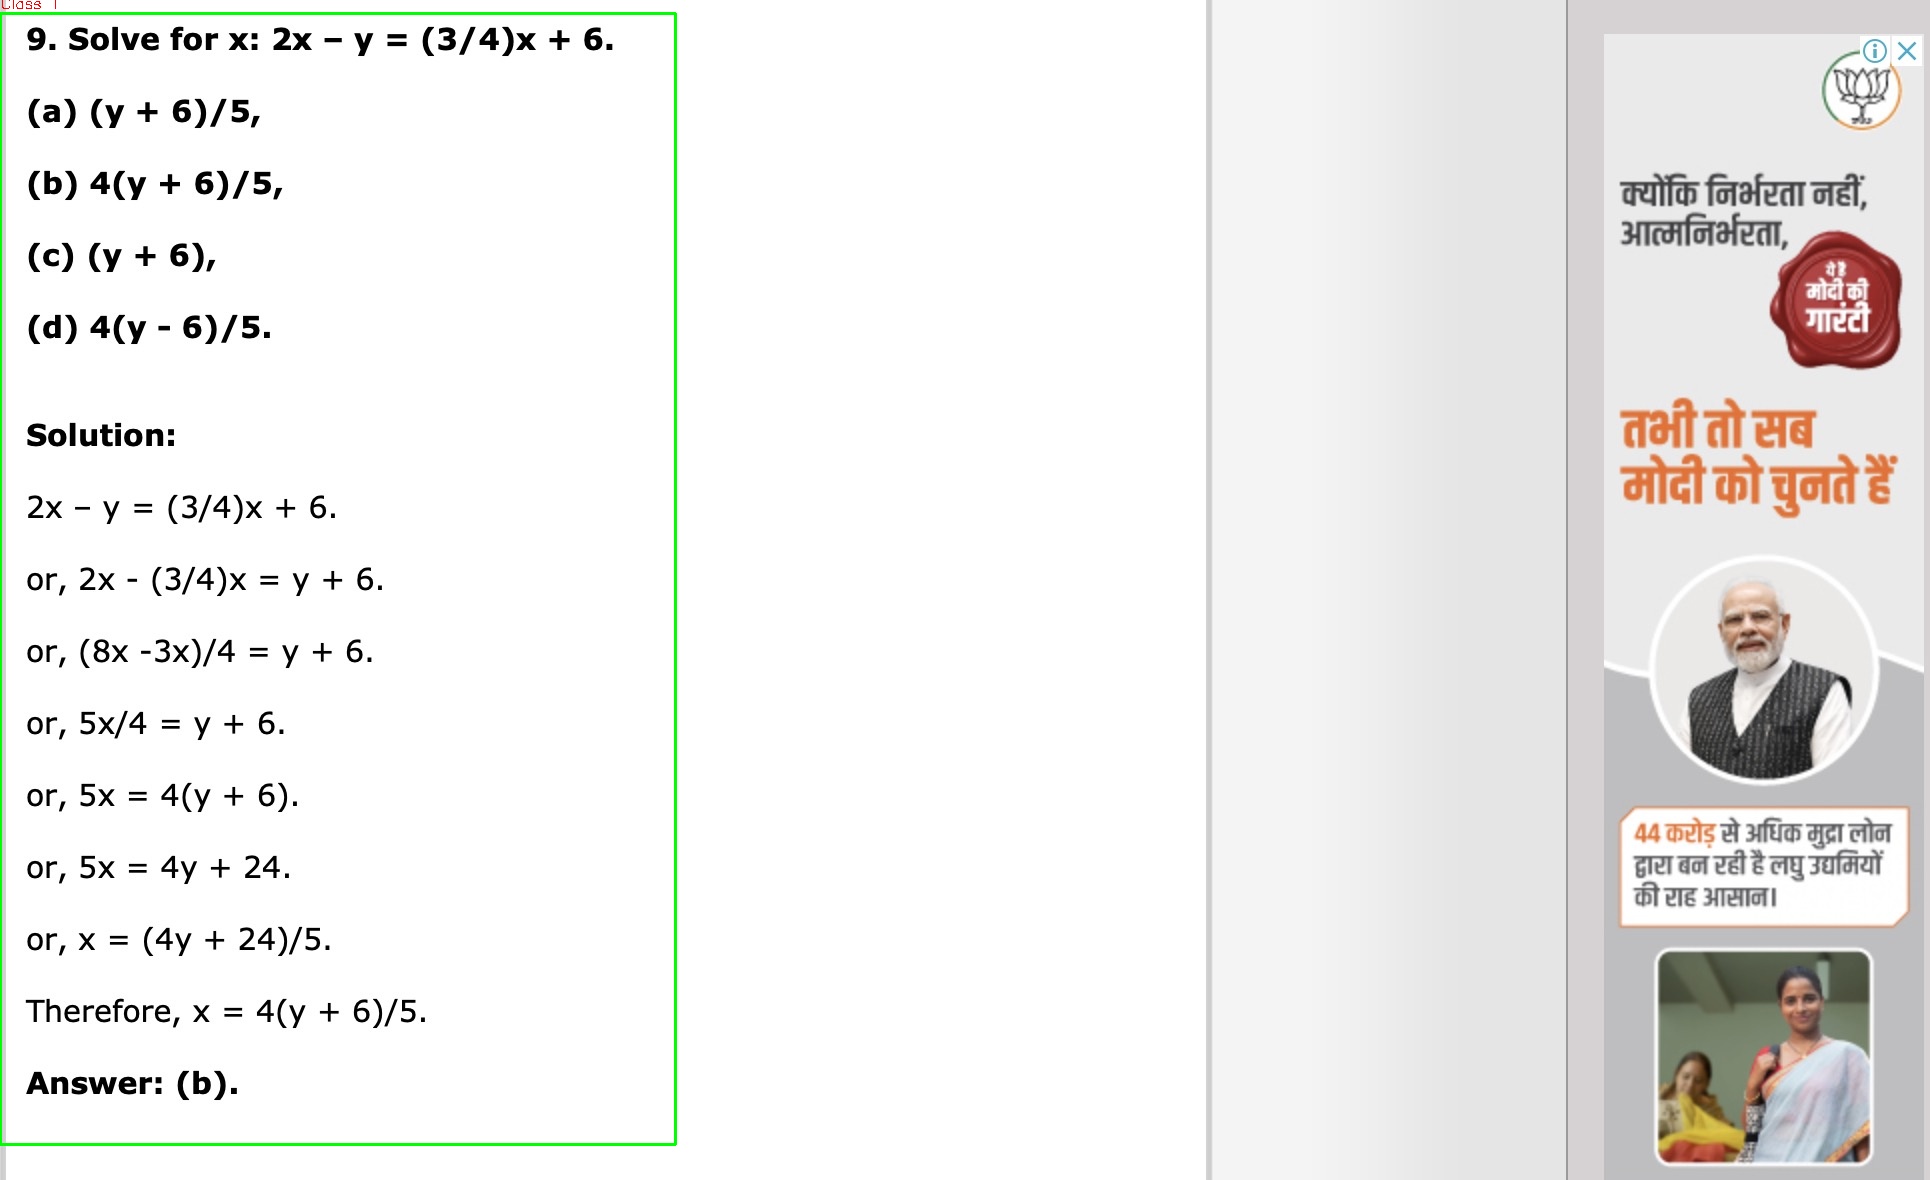 Class 1
9. Solve for x: 2x – y = (3/4)x + 6.
(a) (y + 6)/5,
(b) 4(y + 6)/5,
(c) (y + 6),
(d) 4(y - 6)/5.
Solution:
2x – y = (3/4)x + 6.
or, 2x - (3/4)x = y + 6.
or, (8x -3x)/4 = y + 6.
or, 5x/4 = y + 6.
or, 5x = 4(y + 6).
or, 5x = 4y + 24.
or, x = (4y + 24)/5.
Therefore, x = 4(y + 6)/5.
Answer: (b).
क्योंकि निर्भरता नहीं,
आत्मनिर्भरता,
ये है
मोदी की
गारंटी
तभी तो सब
मोदी को चुनते हैं
44 करोड़ से अधिक मुद्रा लोन
द्वारा बन रही है लघु उद्यमियों
की राह आसान।